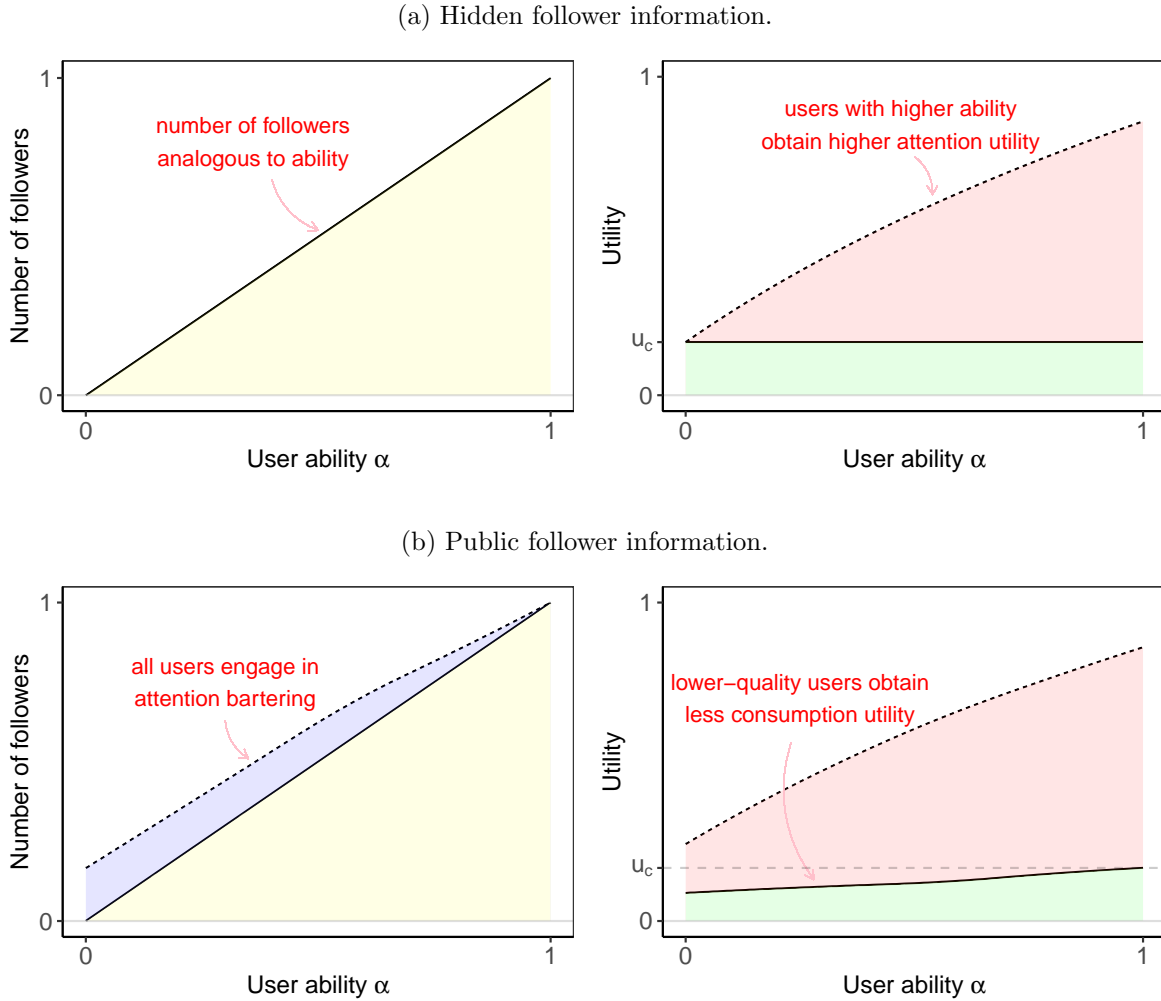 (a) Hidden follower information.
Number of followers
1
0
number of followers
analogous to ability
0
1
User ability α
Utility
1
u_c
0
users with higher ability
obtain higher attention utility
0
1
User ability α
(b) Public follower information.
Number of followers
1
0
all users engage in
attention bartering
0
1
User ability α
Utility
1
u_c
0
lower−quality users obtain
less consumption utility
0
1
User ability α